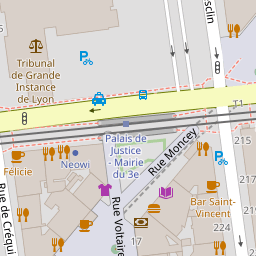 sclin
Tribunal
de Grande
Instance
de Lyon
T1
Palais de
Justice
- Mairie
du 3e
Rue Moncey
215
Félicie
Neowi
217
Rue de Créqui
Rue Voltaire
Bar Saint-
Vincent
224
17
226